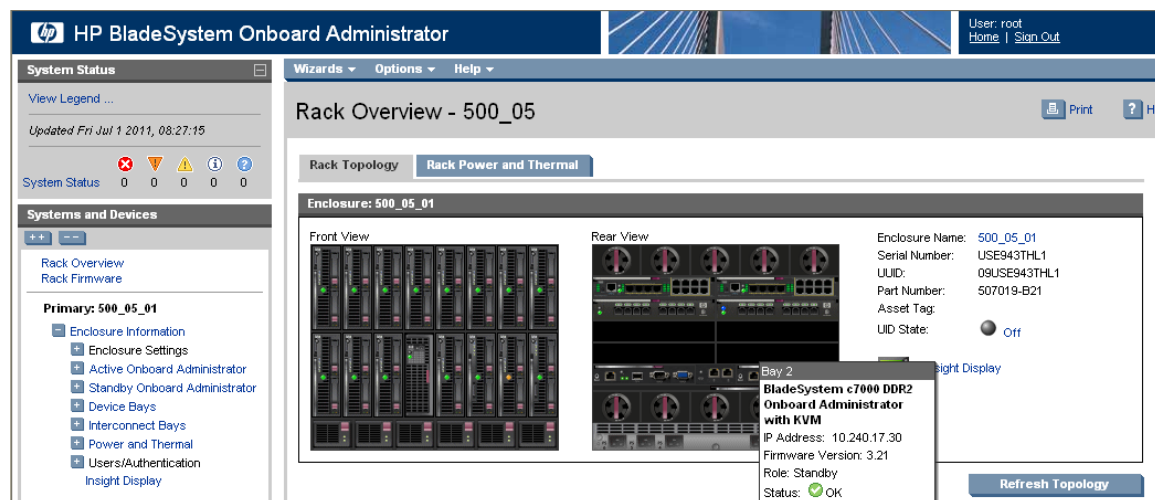 HP BladeSystem Onboard Administrator
User: root
Home | Sign Out
System Status
Wizards Options Help
View Legend ...
Updated Fri Jul 1 2011, 08:27:15
System Status 0 0 0 0 0
Rack Overview - 500_05
Print
? H
Rack Topology Rack Power and Thermal
Systems and Devices
++ --
Rack Overview
Rack Firmware
Primary: 500_05_01
Enclosure Information
Enclosure Settings
Active Onboard Administrator
Standby Onboard Administrator
Device Bays
Interconnect Bays
Power and Thermal
Users/Authentication
Insight Display
Enclosure: 500_05_01
Front View
Rear View
Enclosure Name: 500_05_01
Serial Number: USE943THL1
UUID: 09USE943THL1
Part Number: 507019-B21
Asset Tag:
UID State: Off
sight Display
Bay 2
BladeSystem c7000 DDR2
Onboard Administrator
with KVM
IP Address: 10.240.17.30
Firmware Version: 3.21
Role: Standby
Status: OK
Refresh Topology